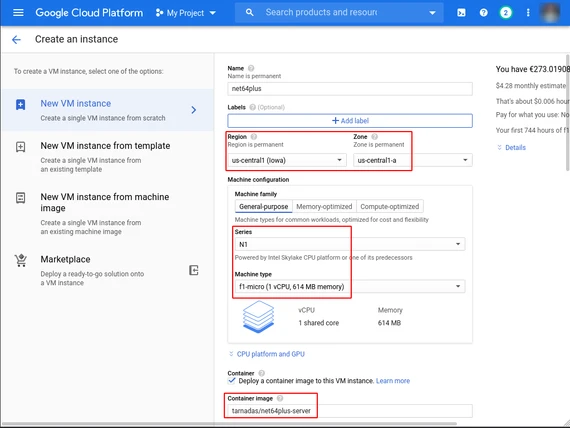 Google Cloud Platform
My Project
Search products and resour
2
Create an instance
To create a VM instance, select one of the options:
New VM instance
Create a single VM instance from scratch
New VM instance from template
Create a single VM instance from
an existing template
New VM instance from machine
image
Create a single VM instance from
an existing machine image
Marketplace
Deploy a ready-to-go solution onto
a VM instance
Name
Name is permanent
net64plus
Labels (Optional)
+ Add label
Region
Region is permanent
us-central1 (Iowa)
Zone
Zone is permanent
us-central1-a
Machine configuration
Machine family
General-purpose
Memory-optimized
Compute-optimized
Machine types for common workloads, optimized for cost and flexibility
Series
N1
Powered by Intel Skylake CPU platform or one of its predecessors
Machine type
f1-micro (1 vCPU, 614 MB memory)
vCPU
1 shared core
Memory
614 MB
CPU platform and GPU
Container
Deploy a container image to this VM instance. Learn more
Container image
tarnadas/net64plus-server
You have €273.01908
$4.28 monthly estimate
That's about $0.006 hour
Pay for what you use: No
Your first 744 hours of f1
Details